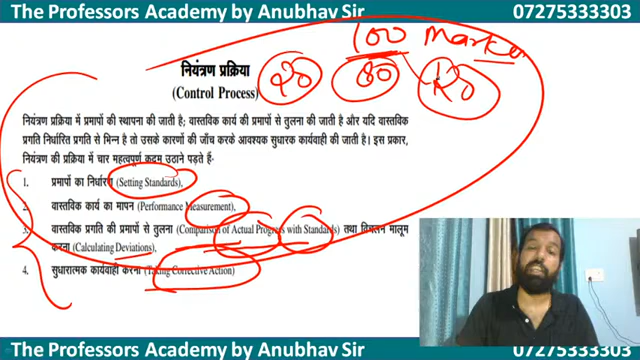 The Professors Academy by Anubhav Sir 07275333303
100 Marks
नियंत्रण प्रक्रिया
(Control Process)
नियंत्रण प्रक्रिया में प्रमापों की स्थापना की जाती है; वास्तविक कार्य की प्रमापों से तुलना की जाती है और यदि वास्तविक
प्रगति निर्धारित प्रगति से भिन्न है तो उसके कारणों की जाँच करके आवश्यक सुधारक कार्यवाही की जाती है। इस प्रकार,
नियंत्रण की प्रक्रिया में चार महत्वपूर्ण कदम उठाने पड़ते हैं-
1. प्रमापों का निर्धारण (Setting Standards),
2. वास्तविक कार्य का मापन (Performance Measurement),
3. वास्तविक प्रगति की प्रमापों से तुलना (Comparison of Actual Progress with Standards) तथा विचलन मालूम
करना (Calculating Deviations),
4. सुधारात्मक कार्यवाही करना (Taking Corrective Action)
The Professors Academy by Anubhav Sir 07275333303